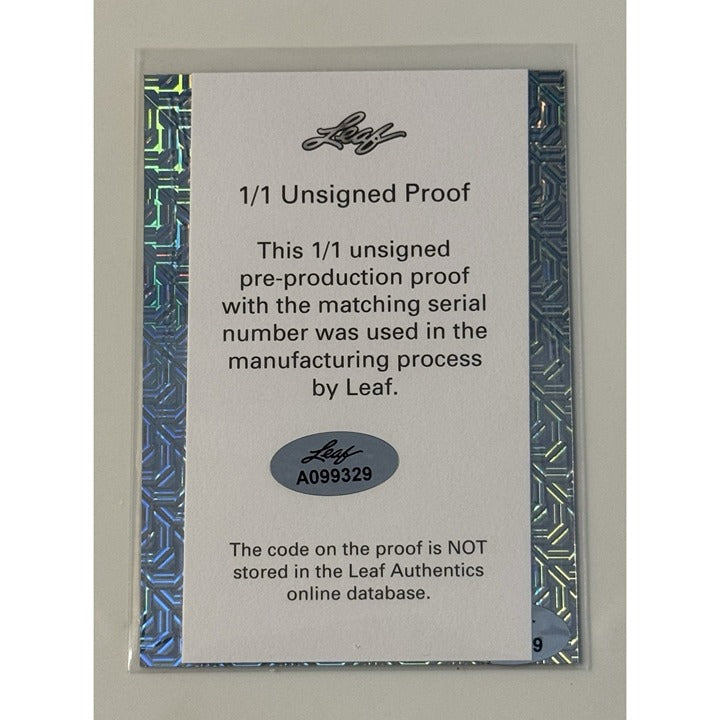 Leaf
1/1 Unsigned Proof
This 1/1 unsigned
pre-production proof
with the matching serial
number was used in the
manufacturing process
by Leaf.
Leaf
A099329
The code on the proof is NOT
stored in the Leaf Authentics
online database.
9